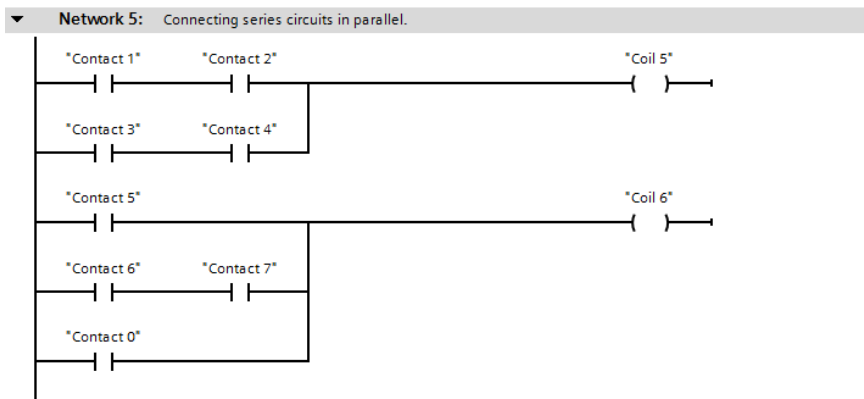 Network 5: Connecting series circuits in parallel.
"Contact 1" "Contact 2" "Coil 5"
"Contact 3" "Contact 4"
"Contact 5" "Coil 6"
"Contact 6" "Contact 7"
"Contact 0"